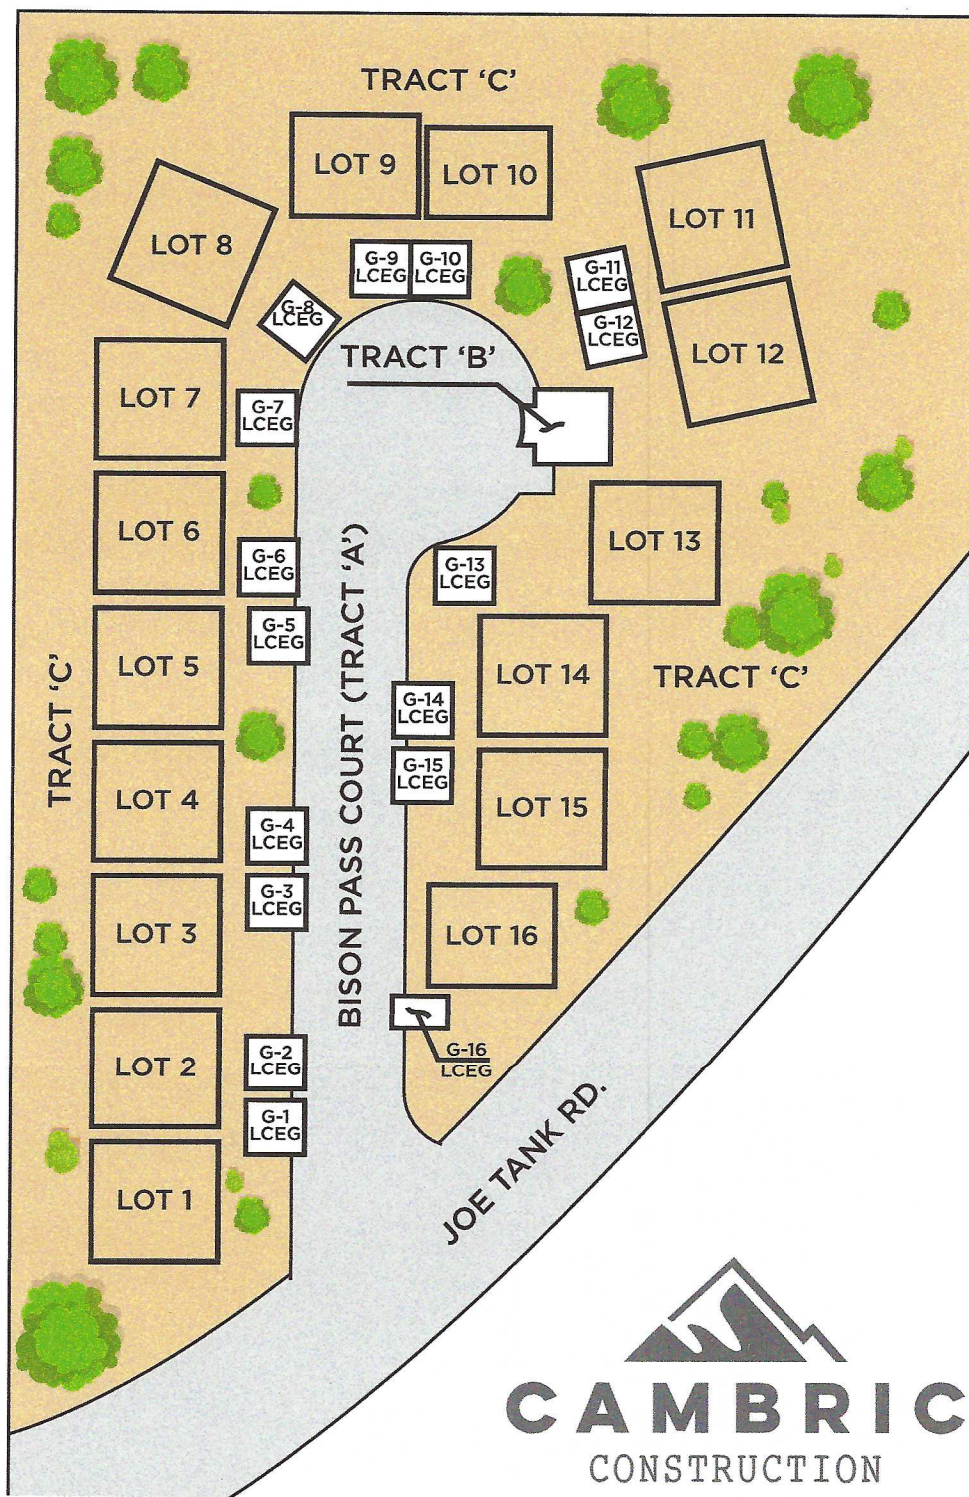 TRACT 'C'
LOT 9
LOT 10
LOT 11
LOT 8
G-9
LCEG
G-10
LCEG
G-11
LCEG
G-8
LCEG
G-12
LCEG
LOT 12
TRACT 'B'
LOT 7
G-7
LCEG
LOT 6
G-6
LCEG
LOT 13
G-13
LCEG
G-5
LCEG
LOT 5
BISON PASS COURT (TRACT 'A')
LOT 14
TRACT 'C'
TRACT 'C'
G-14
LCEG
G-15
LCEG
LOT 4
LOT 15
G-4
LCEG
G-3
LCEG
LOT 3
LOT 16
G-16
LCEG
G-2
LCEG
LOT 2
G-1
LCEG
LOT 1
JOE TANK RD.
CAMBRIC
CONSTRUCTION